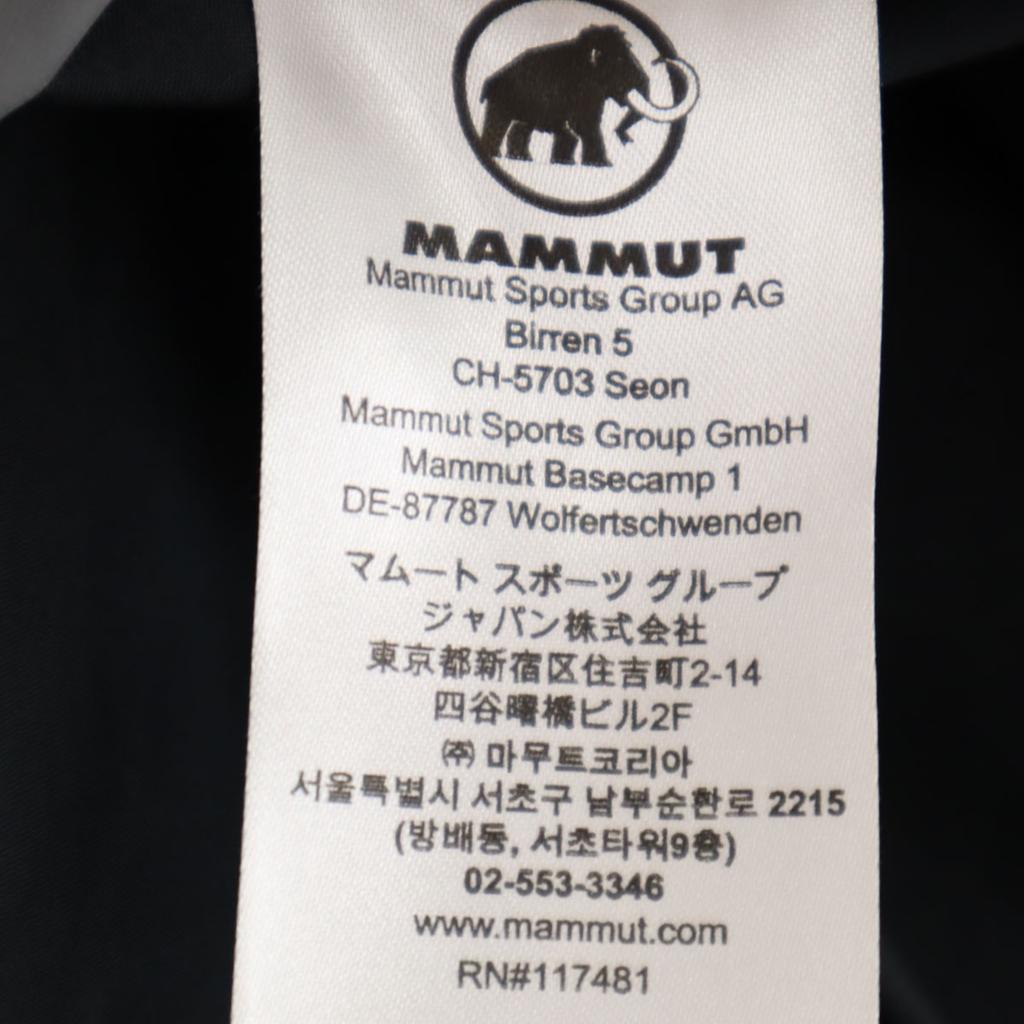 MAMMUT
Mammut Sports Group AG
Birren 5
CH-5703 Seon
Mammut Sports Group GmbH
Mammut Basecamp 1
DE-87787 Wolfertschwenden
マムート スポーツ グループ
ジャパン株式会社
東京都新宿区住吉町2-14
四谷曙橋ビル2F
㈜ 마무트코리아
서울특별시 서초구 남부순환로 2215
(방배동, 서초타워9층)
02-553-3346
www.mammut.com
RN#117481